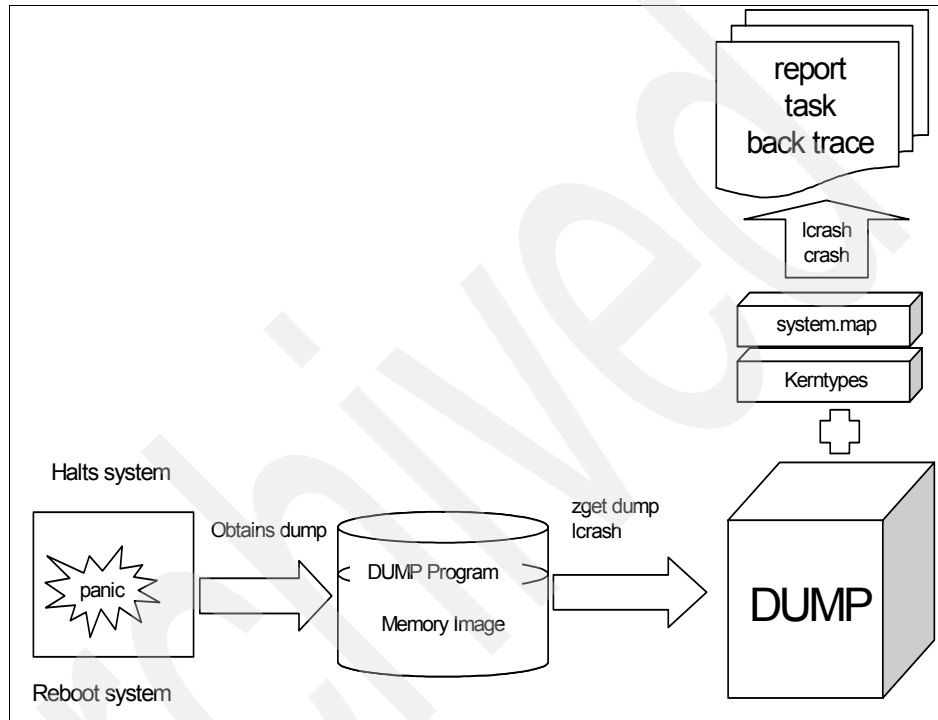 report
task
back trace
lcrash
crash
system.map
Kerntypes
Halts system
panic
Reboot system
Obtains dump
DUMP Program
Memory Image
zget dump
lcrash
DUMP
archived